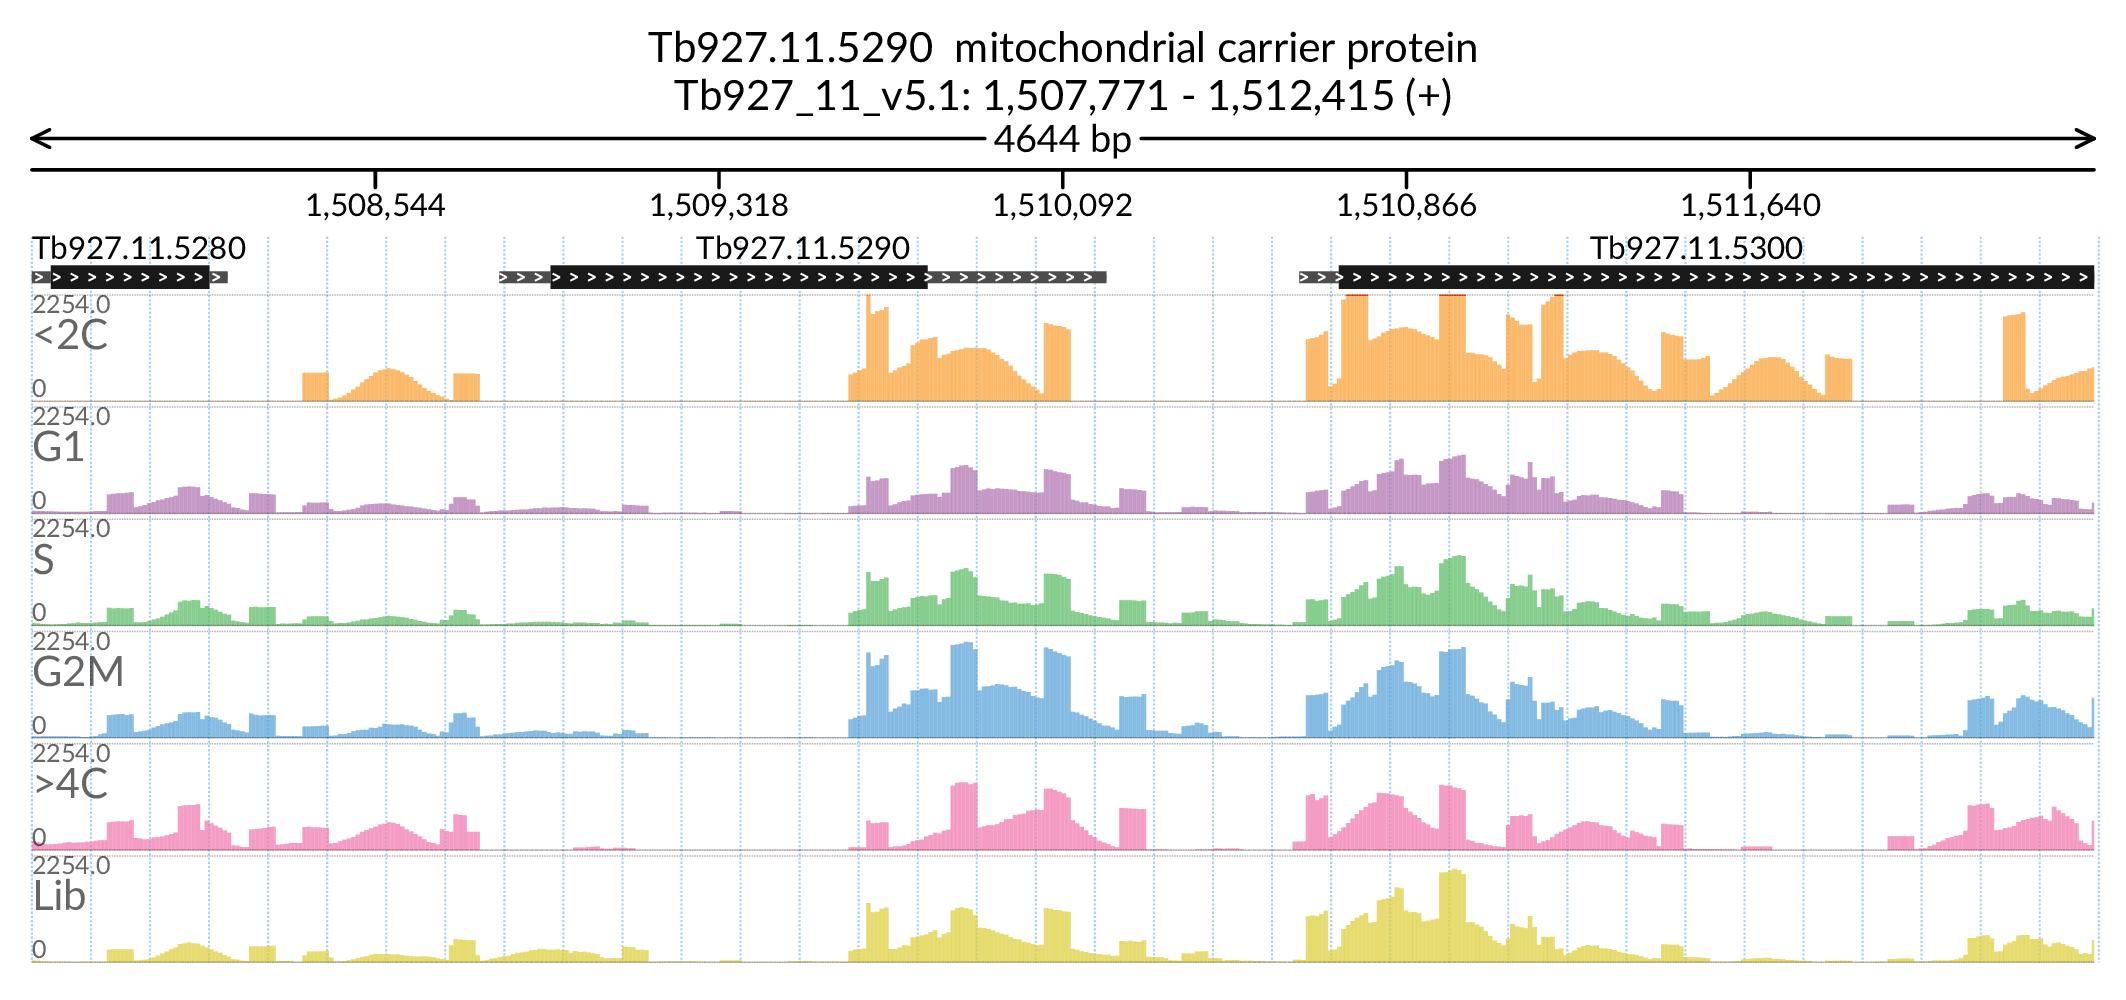 Tb927.11.5290 mitochondrial carrier protein
Tb927_11_v5.1: 1,507,771 - 1,512,415 (+)
4644 bp
1,508,544 1,509,318 1,510,092 1,510,866 1,511,640
Tb927.11.5280 Tb927.11.5290 Tb927.11.5300
2254.0
<2C
0
2254.0
G1
0
2254.0
S
0
2254.0
G2M
0
2254.0
>4C
0
2254.0
Lib
0